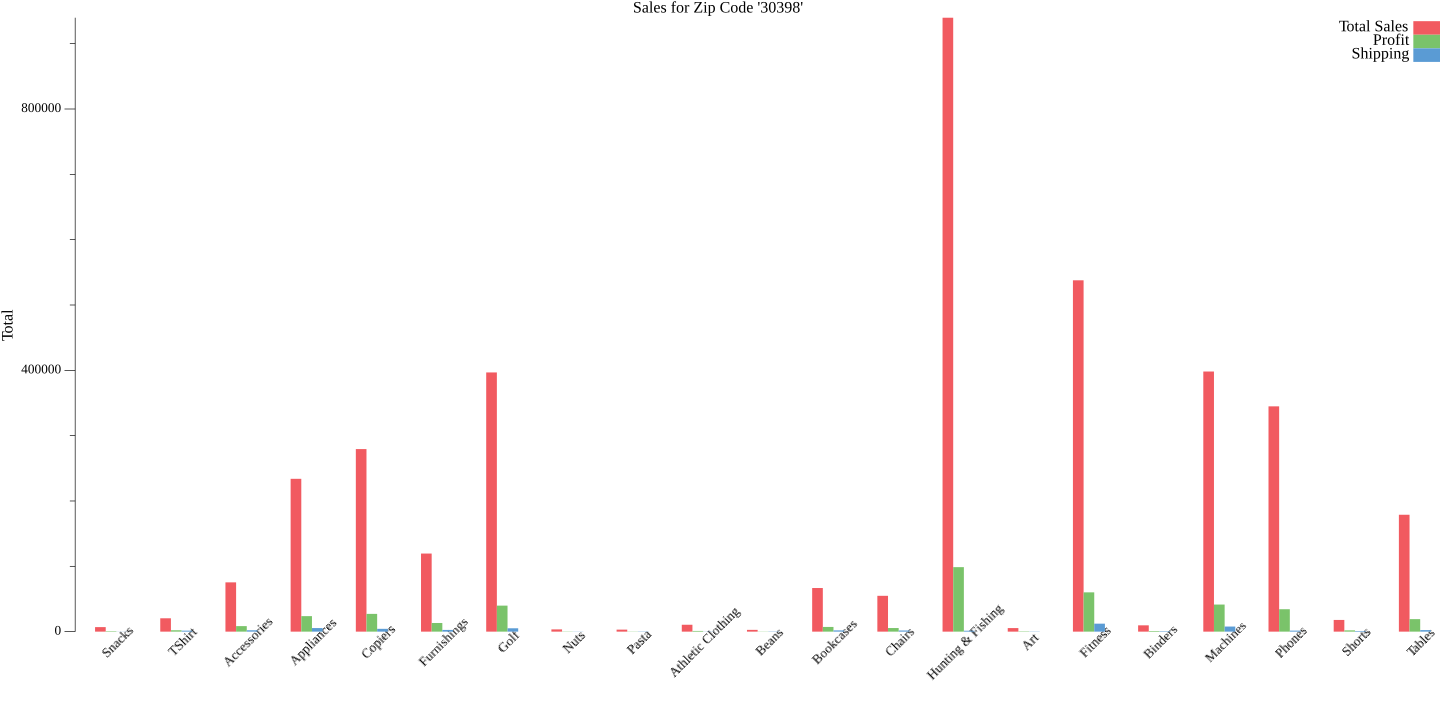 Sales for Zip Code '30398'
Total Sales
Profit
Shipping
800000
400000
0
Total
Snacks
TShirt
Accessories
Appliances
Copiers
Furnishings
Golf
Nuts
Pasta
Athletic Clothing
Beans
Bookcases
Chairs
Hunting & Fishing
Art
Fitness
Binders
Machines
Phones
Shorts
Tables